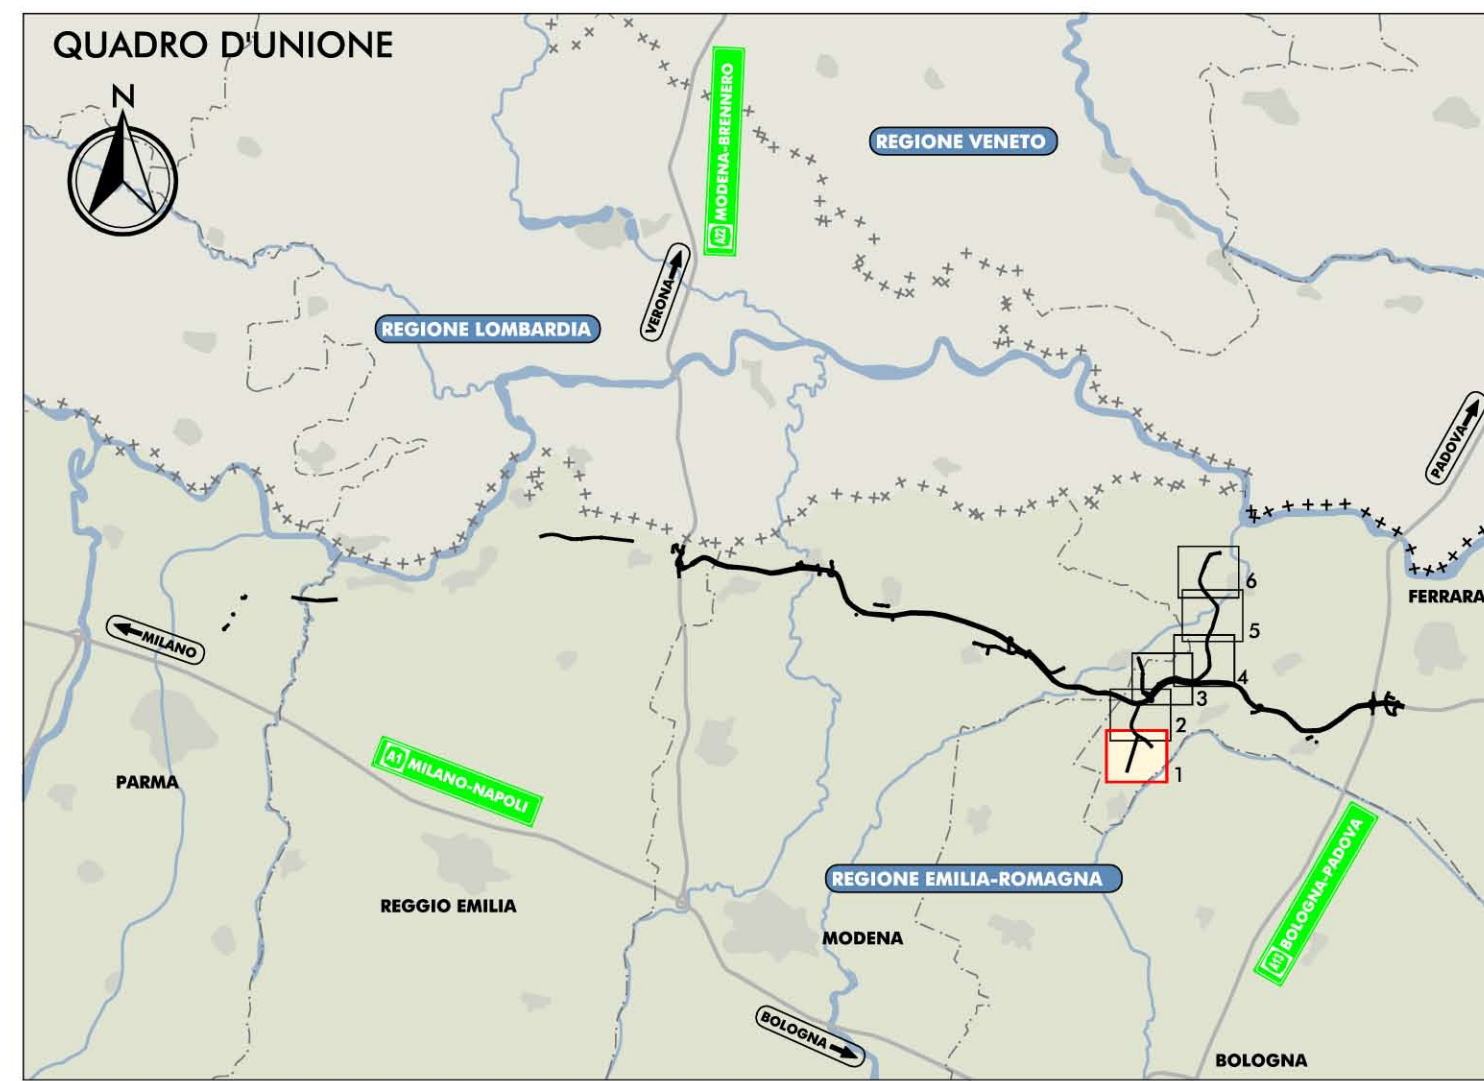 QUADRO D'UNIONE
N
A22 MODENA-BRENNERO
REGIONE VENETO
VERONA
REGIONE LOMBARDIA
PADOVA
6
FERRARA
5
MILANO
4
3
2
1
A1 MILANO-NAPOLI
PARMA
A13 BOLOGNA-PADOVA
REGIONE EMILIA-ROMAGNA
REGGIO EMILIA
MODENA
BOLOGNA
BOLOGNA